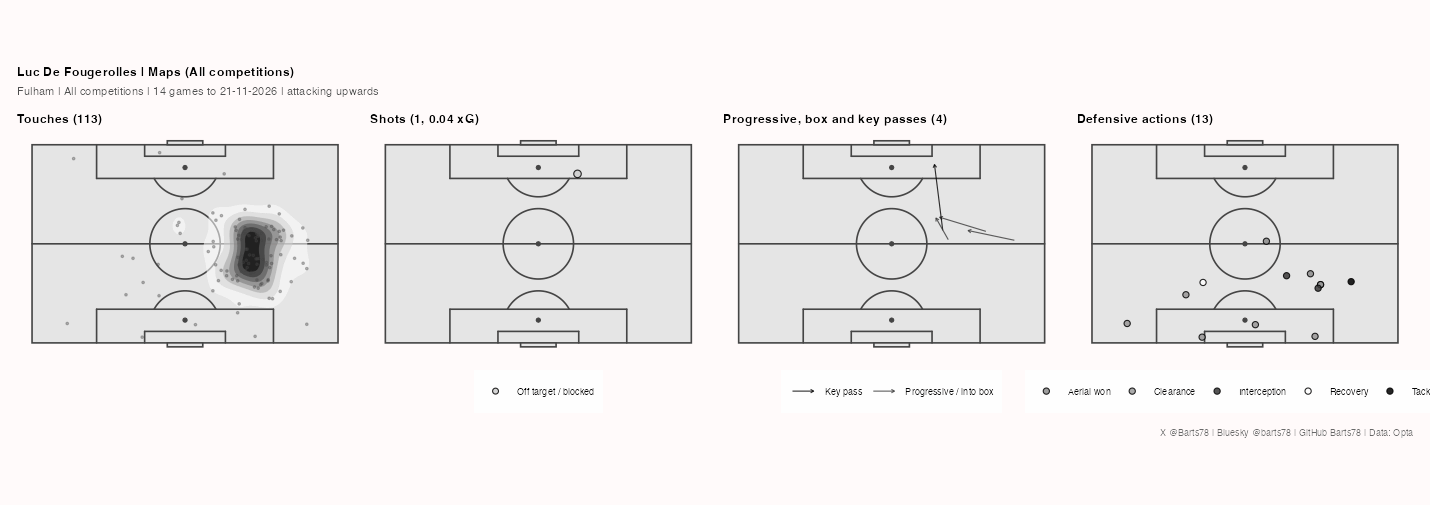 Luc De Fougerolles | Maps (All competitions)
Fulham | All competitions | 14 games to 21-11-2026 | attacking upwards
Touches (113)
Shots (1, 0.04 xG)
Progressive, box and key passes (4)
Defensive actions (13)
Off target / blocked
Key pass
Progressive / into box
Aerial won
Clearance
Interception
Recovery
Tack
X @Barts78 | Bluesky @barts78 | GitHub Barts78 | Data: Opta